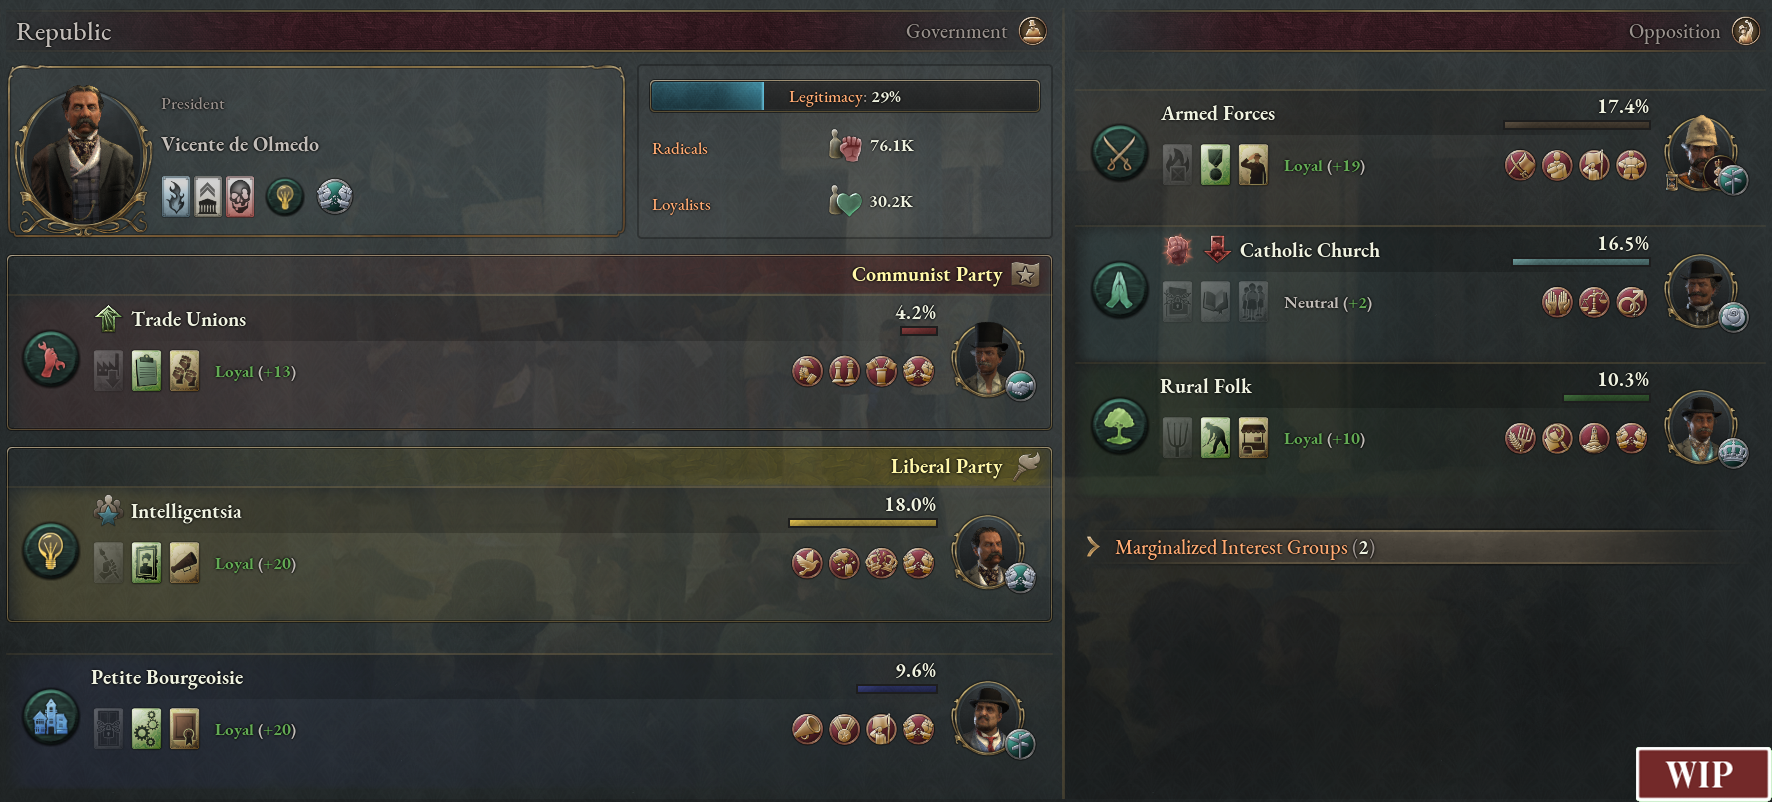 Republic
Government
President
Vicente de Olmedo
Legitimacy: 29%
Radicals 76.1K
Loyalists 30.2K
Communist Party
Trade Unions
4.2%
Loyal (+13)
Liberal Party
Intelligentsia
18.0%
Loyal (+20)
Petite Bourgeoisie
9.6%
Loyal (+20)
Opposition
Armed Forces
17.4%
Loyal (+19)
Catholic Church
16.5%
Neutral (+2)
Rural Folk
10.3%
Loyal (+10)
Marginalized Interest Groups (2)
WIP